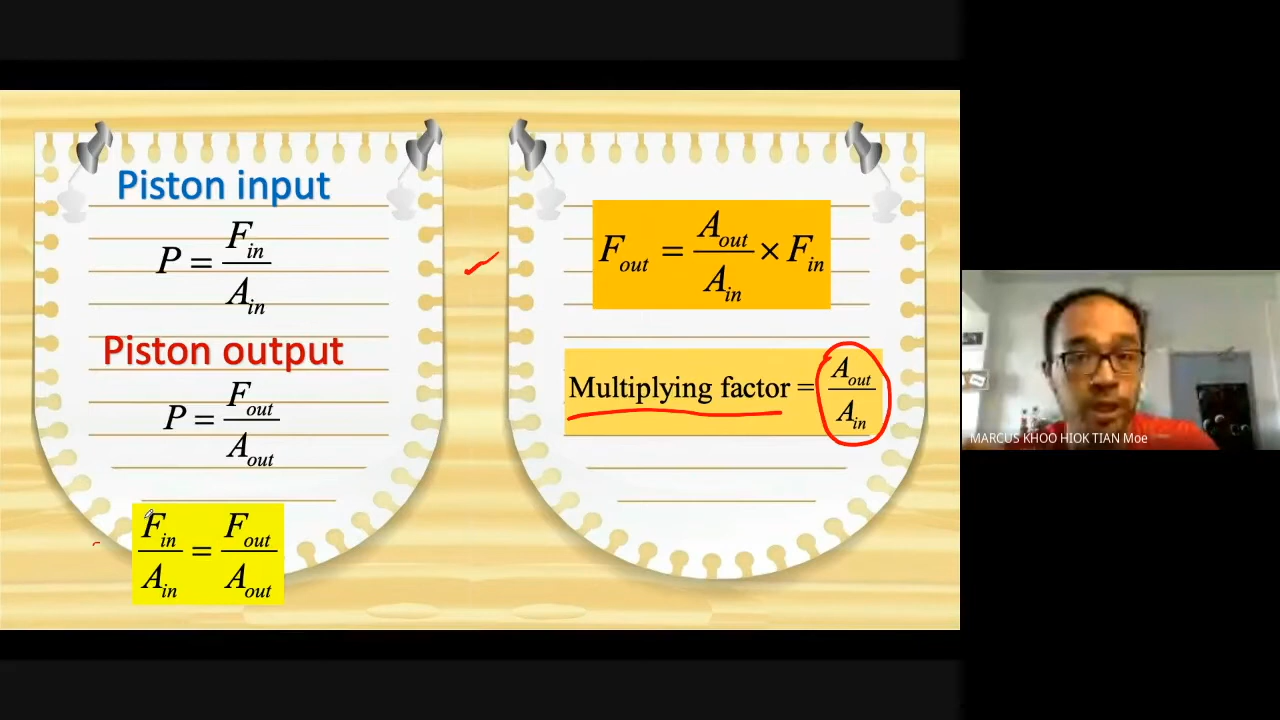 Piston input
P = F_in / A_in
Piston output
P = F_out / A_out
F_in / A_in = F_out / A_out
F_out = A_out / A_in × F_in
Multiplying factor = A_out / A_in
MARCUS KHOO HIOK TIAN Moe